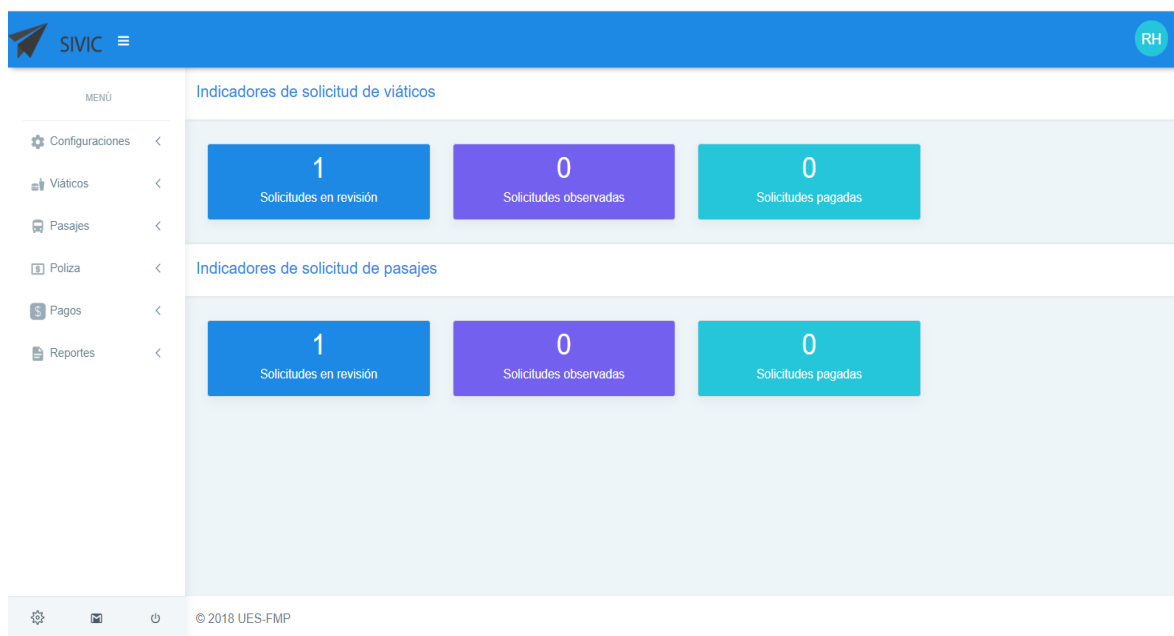 SIVIC
RH
MENÚ
Configuraciones
Viáticos
Pasajes
Poliza
Pagos
Reportes
Indicadores de solicitud de viáticos
1
Solicitudes en revisión
0
Solicitudes observadas
0
Solicitudes pagadas
Indicadores de solicitud de pasajes
1
Solicitudes en revisión
0
Solicitudes observadas
0
Solicitudes pagadas
© 2018 UES-FMP